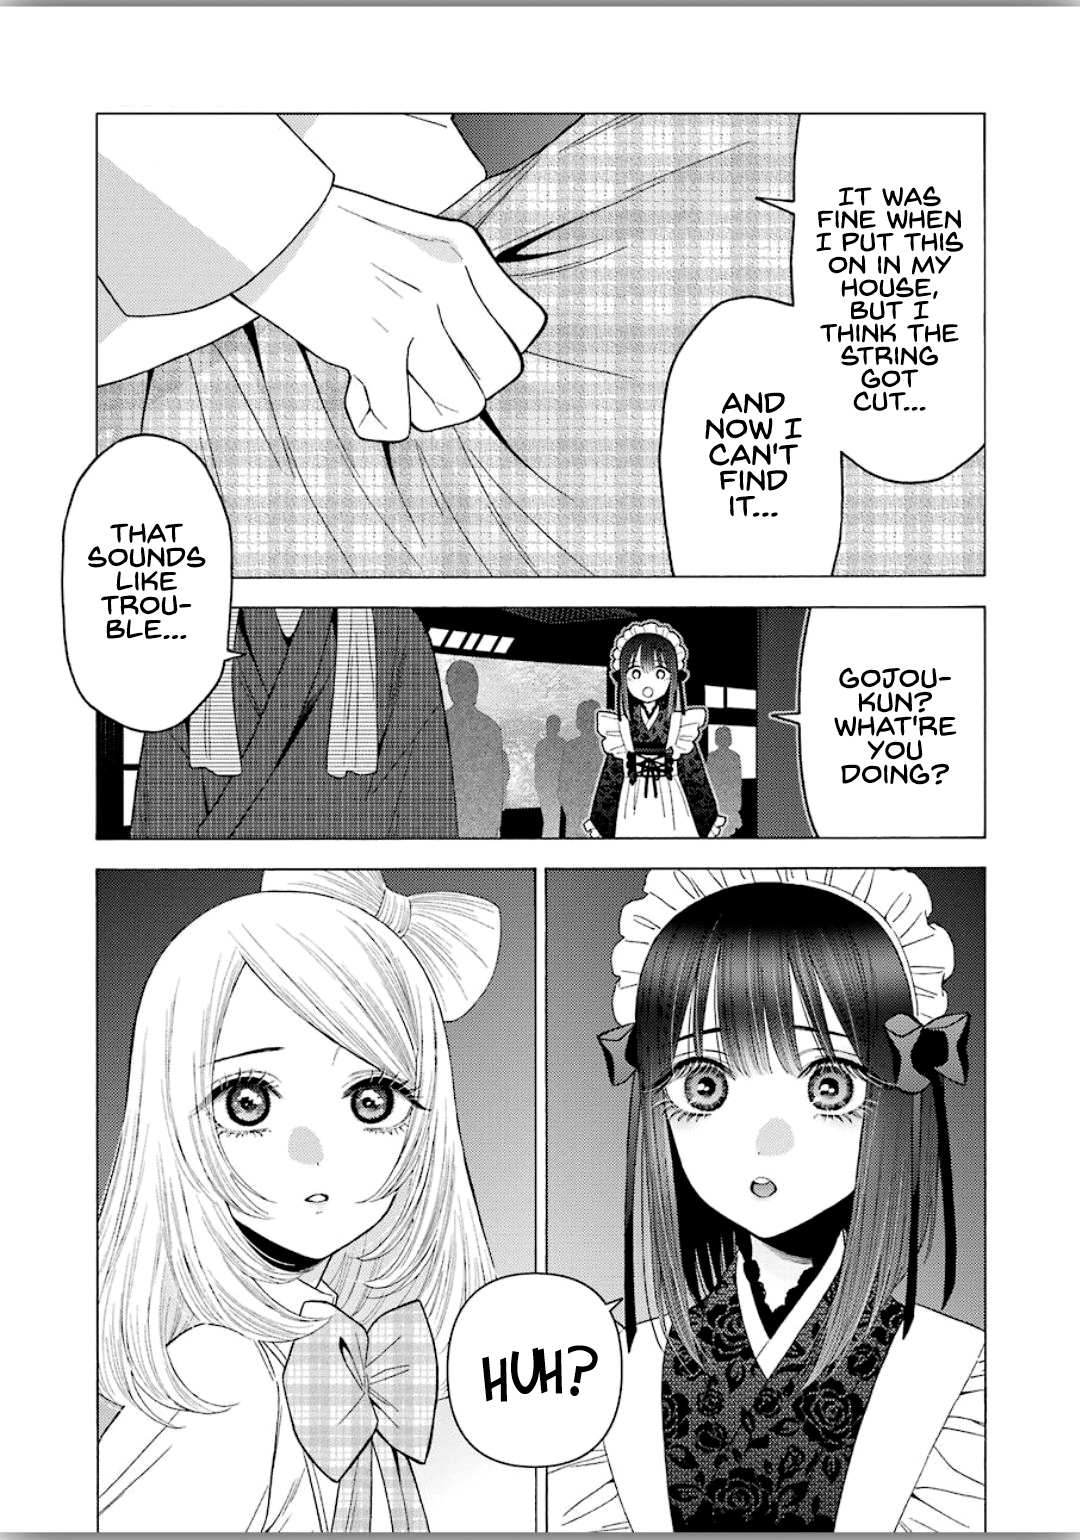 IT WAS
FINE WHEN
I PUT THIS
ON IN MY
HOUSE,
BUT I
THINK THE
STRING
GOT
CUT...
AND
NOW I
CAN'T
FIND
IT...
THAT
SOUNDS
LIKE
TROU-
BLE...
GOJOU-
KUN?
WHAT'RE
YOU
DOING?
HUH?